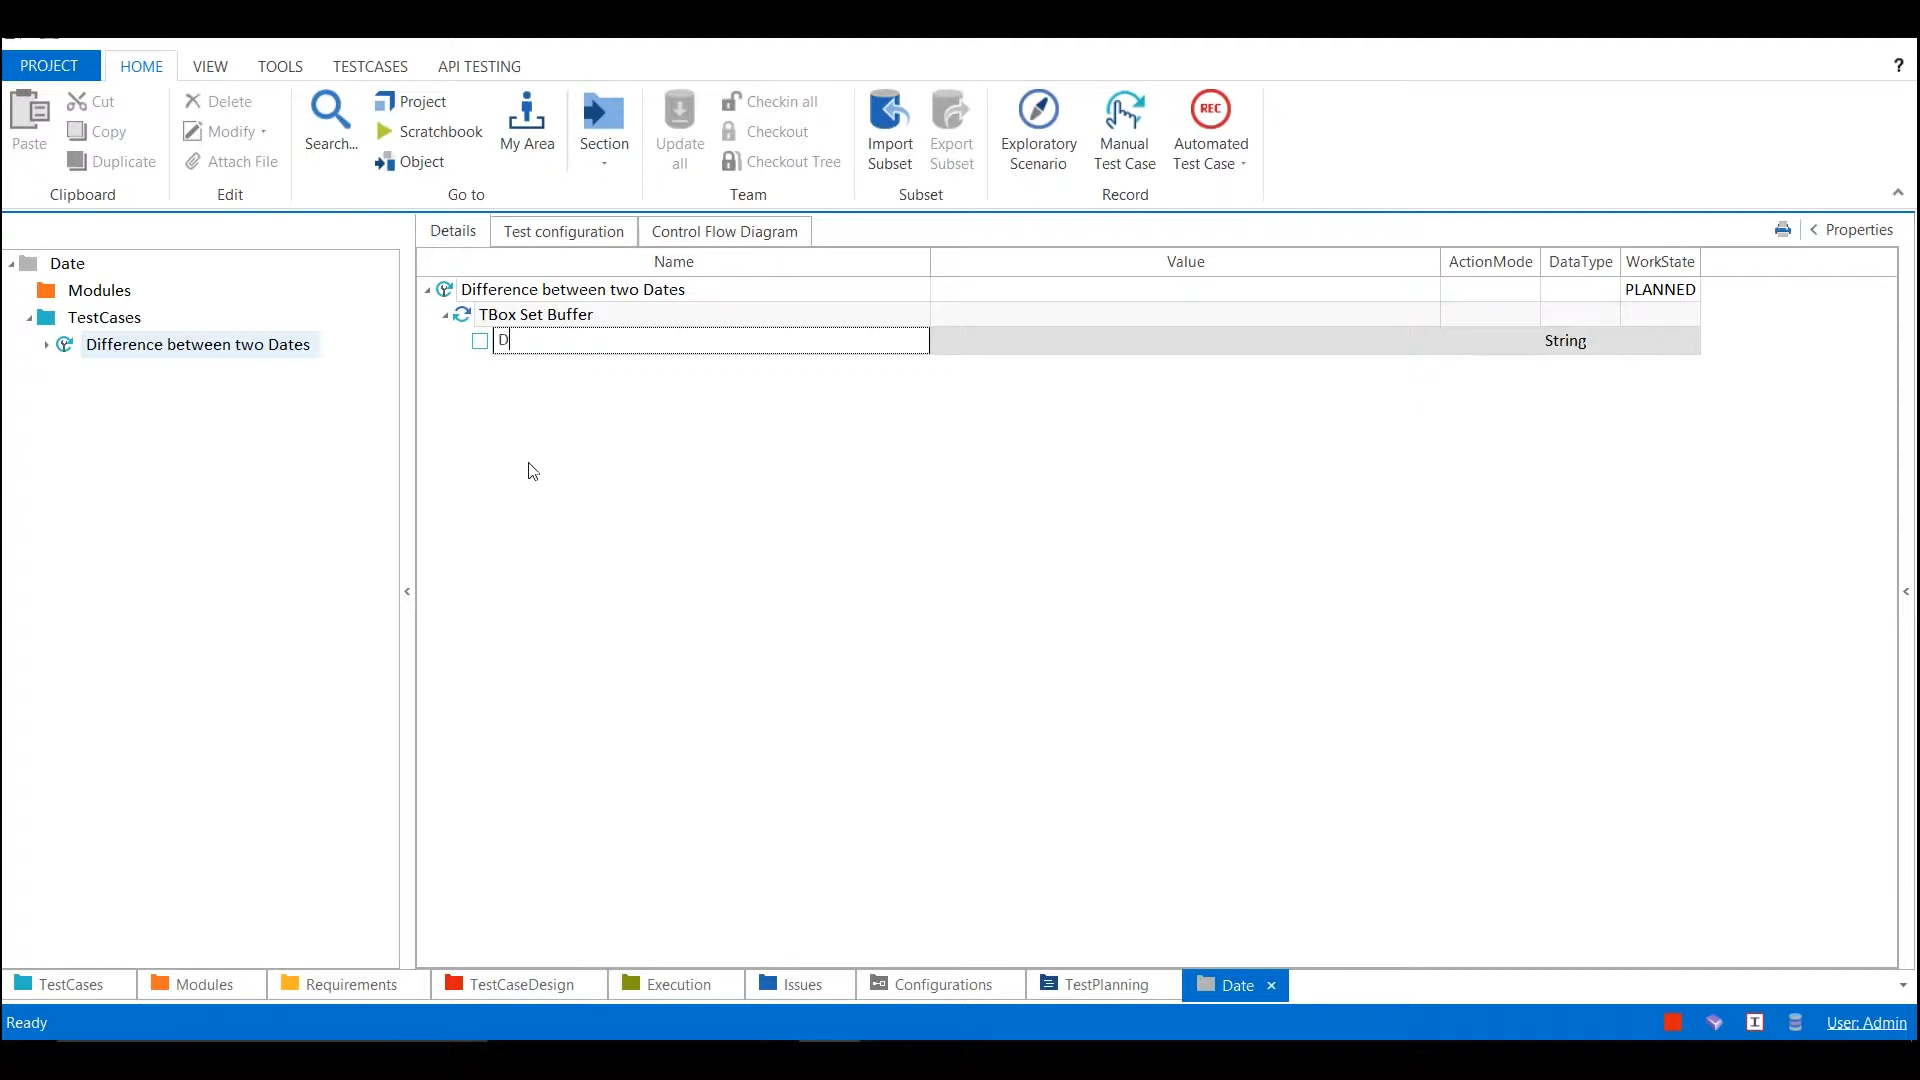 PROJECT HOME VIEW TOOLS TESTCASES API TESTING ?
Paste Cut Copy Duplicate
Clipboard
Delete Modify Attach File
Edit
Search... Project Scratchbook Object My Area Section
Go to
Update all Checkin all Checkout Checkout Tree
Team
Import Subset Export Subset
Subset
Exploratory Scenario Manual Test Case REC Automated Test Case
Record
Date
Modules
TestCases
Difference between two Dates
Details Test configuration Control Flow Diagram < Properties
Name Value ActionMode DataType WorkState
Difference between two Dates PLANNED
TBox Set Buffer
D String
TestCases Modules Requirements TestCaseDesign Execution Issues Configurations TestPlanning Date ×
Ready User: Admin